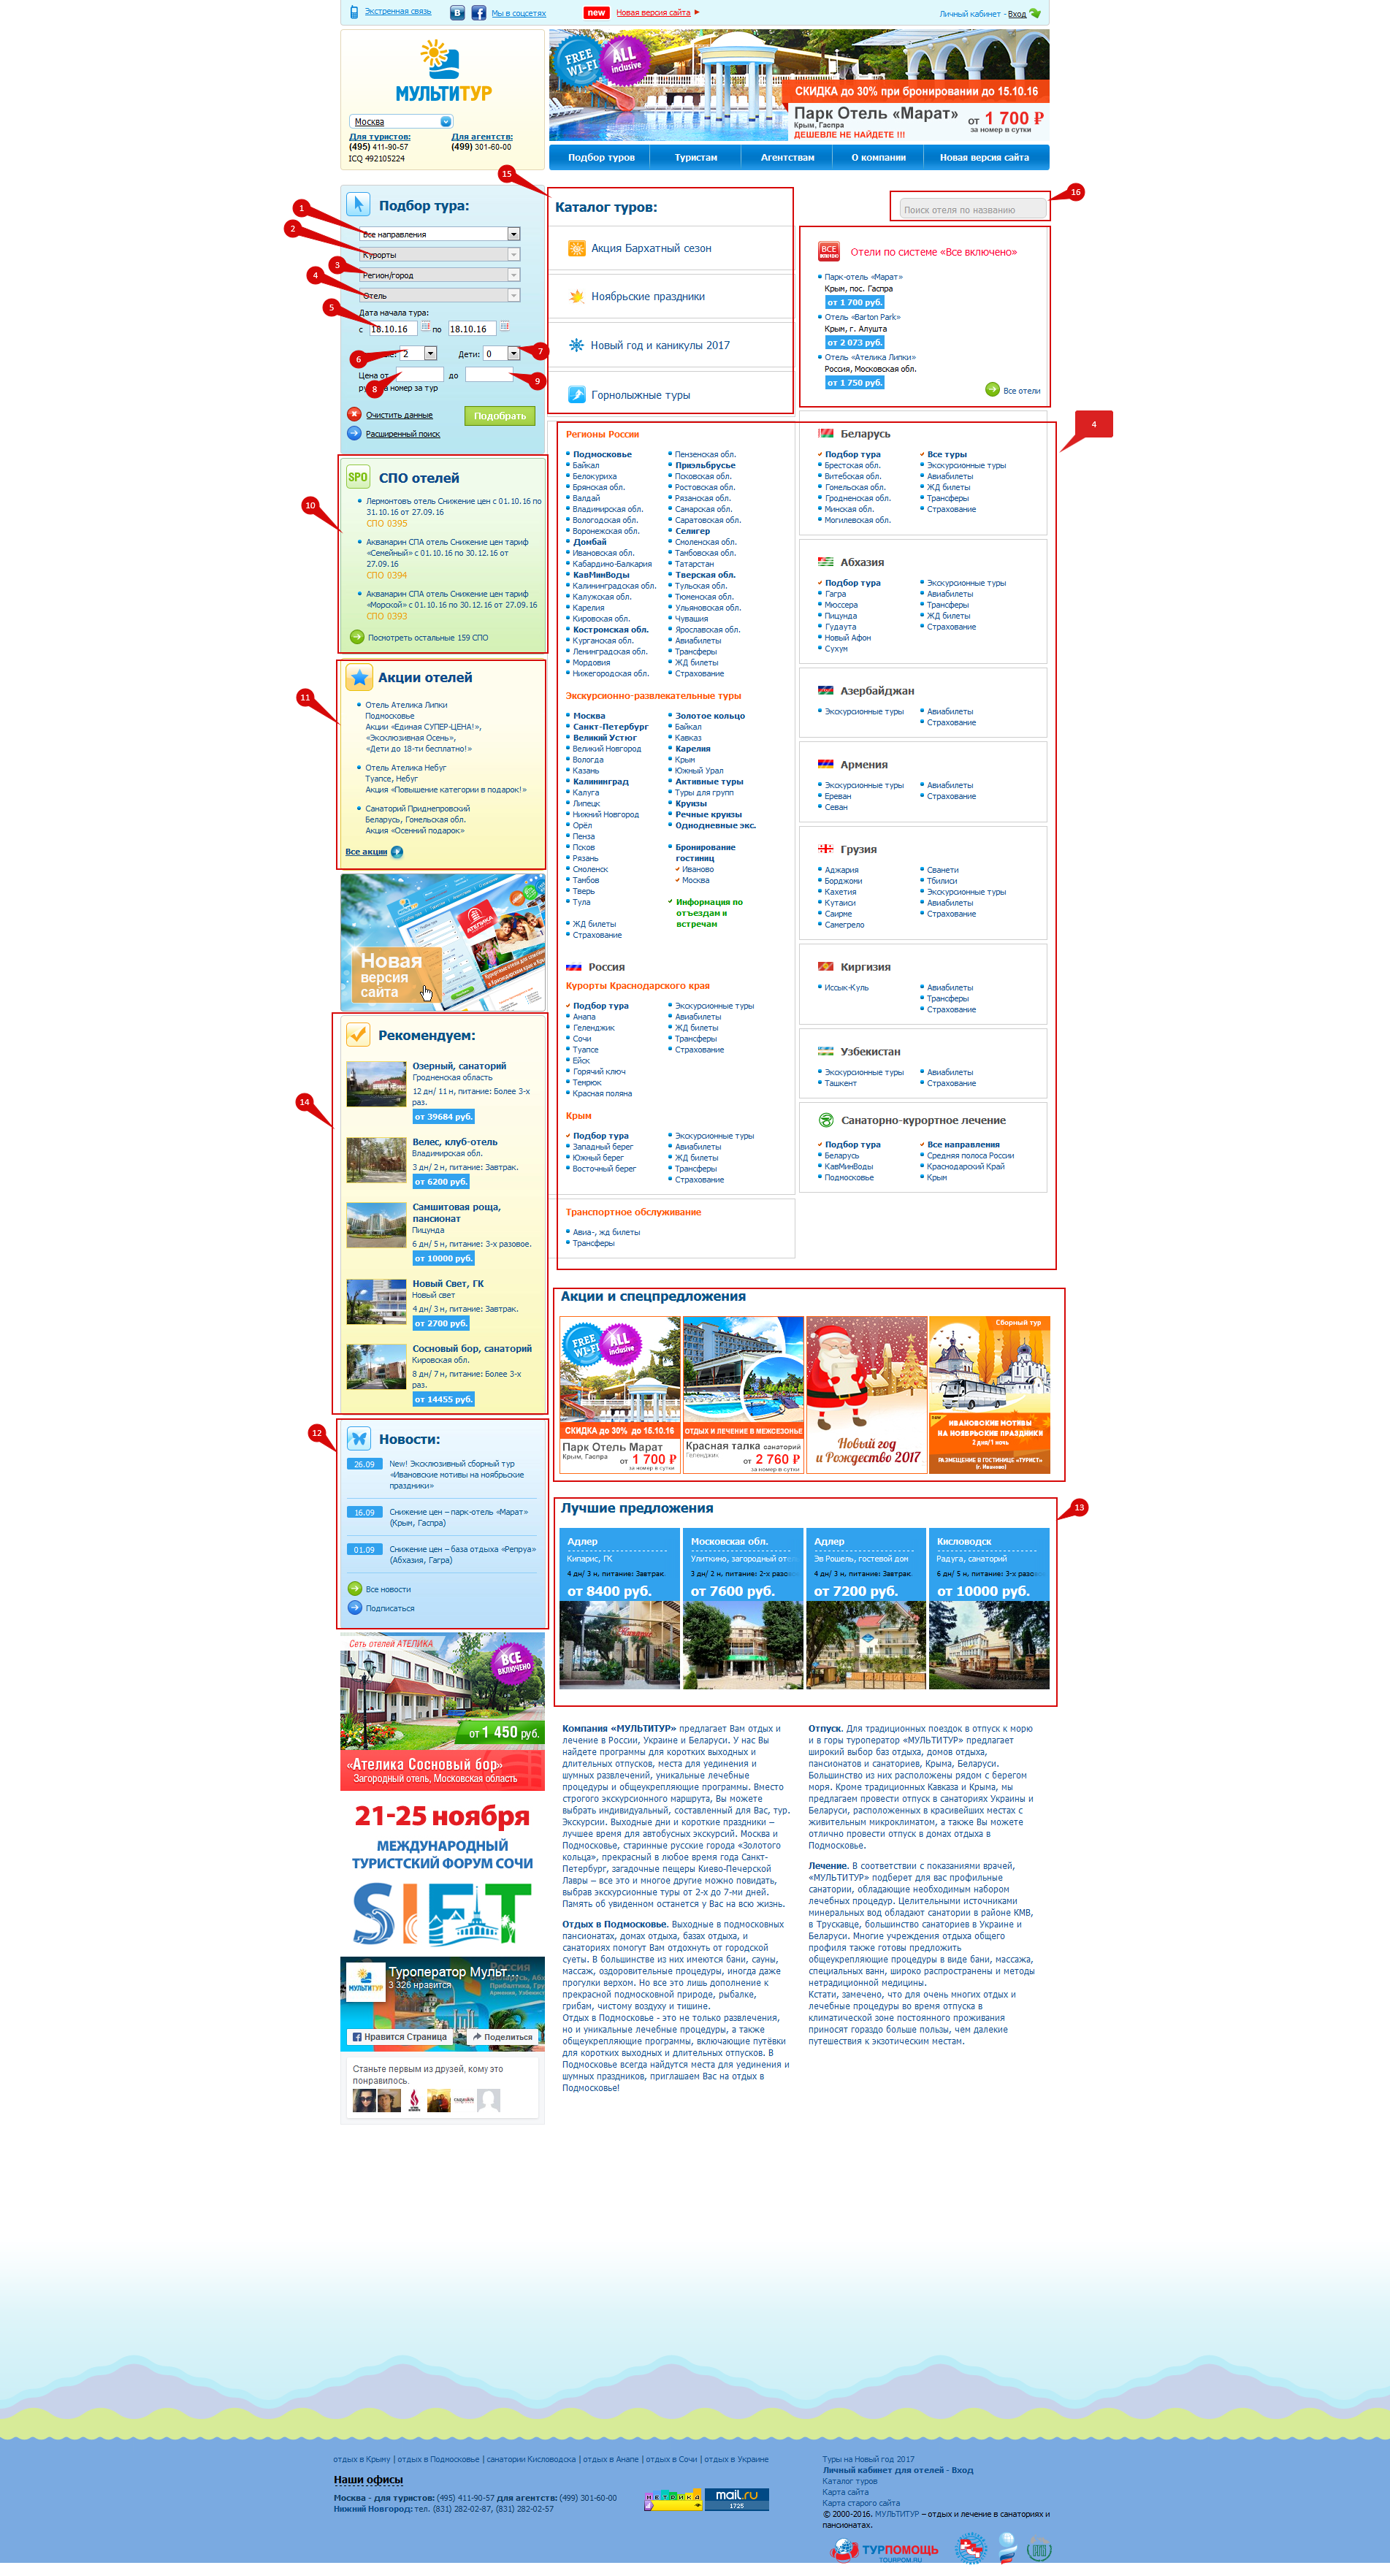 Экстренная связь
Мы в соцсетях
new Новая версия сайта
Личный кабинет - Вход
МУЛЬТИТУР
Москва
Для туристов: Для агентств:
(495) 411-90-57 (499) 301-60-00
ICQ 492105224
FREE WI-FI
ALL inclusive
СКИДКА до 30% при бронировании до 15.10.16
Парк Отель «Марат» от 1 700 ₽
Крым, Гаспра за номер в сутки
ДЕШЕВЛЕ НЕ НАЙДЕТЕ !!!
Подбор туров Туристам Агентствам О компании Новая версия сайта
15
16
1
2
3
4
5
6
7
8
9
Подбор тура:
Все направления
Курорты
Регион/город
Отель
Дата начала тура:
с 18.10.16 по 18.10.16
2 Дети: 0
Цена от до
номер за тур
Очистить данные Подобрать
Расширенный поиск
10
СПО отелей
SPO
Лермонтовъ отель Снижение цен с 01.10.16 по
31.10.16 от 27.09.16
СПО 0395
Аквамарин СПА отель Снижение цен тариф
«Семейный» с 01.10.16 по 30.12.16 от
27.09.16
СПО 0394
Аквамарин СПА отель Снижение цен тариф
«Морской» с 01.10.16 по 30.12.16 от 27.09.16
СПО 0393
Посмотреть остальные 159 СПО
11
Акции отелей
Отель Ателика Липки
Подмосковье
Акции «Единая СУПЕР-ЦЕНА!»,
«Эксклюзивная Осень»,
«Дети до 18-ти бесплатно!»
Отель Ателика Небуг
Туапсе, Небуг
Акция «Повышение категории в подарок!»
Санаторий Приднепровский
Беларусь, Гомельская обл.
Акция «Осенний подарок»
Все акции
АТЕЛИКА
Новая
версия
сайта
14
Рекомендуем:
Озерный, санаторий
Гродненская область
12 дн/ 11 н, питание: Более 3-х
раз.
от 39684 руб.
Велес, клуб-отель
Владимирская обл.
3 дн/ 2 н, питание: Завтрак.
от 6200 руб.
Самшитовая роща,
пансионат
Пицунда
6 дн/ 5 н, питание: 3-х разовое.
от 10000 руб.
Новый Свет, ГК
Новый свет
4 дн/ 3 н, питание: Завтрак.
от 2700 руб.
Сосновый бор, санаторий
Кировская обл.
8 дн/ 7 н, питание: Более 3-х
раз.
от 14455 руб.
12
Новости:
26.09 New! Эксклюзивный сборный тур
«Ивановские мотивы на ноябрьские
праздники»
16.09 Снижение цен – парк-отель «Марат»
(Крым, Гаспра)
01.09 Снижение цен – база отдыха «Репруа»
(Абхазия, Гагра)
Все новости
Подписаться
Сеть отелей АТЕЛИКА
ВСЕ ВКЛЮЧЕНО
от 1 450 руб.
«Ателика Сосновый бор»
Загородный отель, Московская область
21-25 ноября
МЕЖДУНАРОДНЫЙ
ТУРИСТСКИЙ ФОРУМ СОЧИ
SIFT
Туроператор Мульт...
3 326 нравится
МУЛЬТИТУР
Нравится Страница Поделиться
Станьте первым из друзей, кому это
понравилось.
Каталог туров:
Акция Бархатный сезон
Ноябрьские праздники
Новый год и каникулы 2017
Горнолыжные туры
Поиск отеля по названию
ВСЕ
Отели по системе «Все включено»
Парк-отель «Марат»
Крым, пос. Гаспра
от 1 700 руб.
Отель «Barton Park»
Крым, г. Алушта
от 2 073 руб.
Отель «Ателика Липки»
Россия, Московская обл.
от 1 750 руб.
Все отели
4
Регионы России
Подмосковье
Байкал
Белокуриха
Брянская обл.
Валдай
Владимирская обл.
Вологодская обл.
Воронежская обл.
Домбай
Ивановская обл.
Кабардино-Балкария
КавМинВоды
Калининградская обл.
Калужская обл.
Карелия
Кировская обл.
Костромская обл.
Курганская обл.
Ленинградская обл.
Мордовия
Нижегородская обл.
Пензенская обл.
Приэльбрусье
Псковская обл.
Ростовская обл.
Рязанская обл.
Самарская обл.
Саратовская обл.
Селигер
Смоленская обл.
Тамбовская обл.
Татарстан
Тверская обл.
Тульская обл.
Тюменская обл.
Ульяновская обл.
Чувашия
Ярославская обл.
Авиабилеты
Трансферы
ЖД билеты
Страхование
Экскурсионно-развлекательные туры
Москва
Санкт-Петербург
Великий Устюг
Великий Новгород
Вологда
Казань
Калининград
Калуга
Липецк
Нижний Новгород
Орёл
Пенза
Псков
Рязань
Смоленск
Тамбов
Тверь
Тула
ЖД билеты
Страхование
Золотое кольцо
Байкал
Кавказ
Карелия
Крым
Южный Урал
Активные туры
Туры для групп
Круизы
Речные круизы
Однодневные экс.
Бронирование
гостиниц
Иваново
Москва
Информация по
отъездам и
встречам
Россия
Курорты Краснодарского края
Подбор тура
Анапа
Геленджик
Сочи
Туапсе
Ейск
Горячий ключ
Темрюк
Красная поляна
Экскурсионные туры
Авиабилеты
ЖД билеты
Трансферы
Страхование
Крым
Подбор тура
Западный берег
Южный берег
Восточный берег
Экскурсионные туры
Авиабилеты
ЖД билеты
Трансферы
Страхование
Транспортное обслуживание
Авиа-, жд билеты
Трансферы
Беларусь
Подбор тура
Брестская обл.
Витебская обл.
Гомельская обл.
Гродненская обл.
Минская обл.
Могилевская обл.
Все туры
Экскурсионные туры
Авиабилеты
ЖД билеты
Трансферы
Страхование
Абхазия
Подбор тура
Гагра
Мюссера
Пицунда
Гудаута
Новый Афон
Сухум
Экскурсионные туры
Авиабилеты
Трансферы
ЖД билеты
Страхование
Азербайджан
Экскурсионные туры
Авиабилеты
Страхование
Армения
Экскурсионные туры
Ереван
Севан
Авиабилеты
Страхование
Грузия
Аджария
Борджоми
Кахетия
Кутаиси
Саирме
Самегрело
Сванети
Тбилиси
Экскурсионные туры
Авиабилеты
Страхование
Киргизия
Иссык-Куль
Авиабилеты
Трансферы
Страхование
Узбекистан
Экскурсионные туры
Ташкент
Авиабилеты
Страхование
Санаторно-курортное лечение
Подбор тура
Беларусь
КавМинВоды
Подмосковье
Все направления
Средняя полоса России
Краснодарский Край
Крым
Акции и спецпредложения
FREE WI-FI
ALL inclusive
СКИДКА до 30% до 15.10.16
Парк Отель Марат
Крым, Гаспра
от 1 700 ₽
за номер в сутки
ОТДЫХ И ЛЕЧЕНИЕ В МЕЖСЕЗОНЬЕ
Красная талка санаторий
Геленджик
от 2 760 ₽
за номер в сутки
Новый год
и Рождество 2017
Сборный тур
ИВАНОВСКИЕ МОТИВЫ
НА НОЯБРЬСКИЕ ПРАЗДНИКИ
2 дня/1 ночь
РАЗМЕЩЕНИЕ В ГОСТИНИЦЕ «ТУРИСТ»
(г. Иваново)
13
Лучшие предложения
Адлер
Кипарис, ГК
4 дн/ 3 н, питание: Завтрак.
от 8400 руб.
Московская обл.
Улиткино, загородный оте
3 дн/ 2 н, питание: 2-х разов
от 7600 руб.
Адлер
Эв Рошель, гостевой дом
4 дн/ 3 н, питание: Завтрак.
от 7200 руб.
Кисловодск
Радуга, санаторий
6 дн/ 5 н, питание: 3-х разов
от 10000 руб.
Компания «МУЛЬТИТУР» предлагает Вам отдых и
лечение в России, Украине и Беларуси. У нас Вы
найдете программы для коротких выходных и
длительных отпусков, места для уединения и
шумных развлечений, уникальные лечебные
процедуры и общеукрепляющие программы. Вместо
строгого экскурсионного маршрута, Вы можете
выбрать индивидуальный, составленный для Вас, тур.
Экскурсии. Выходные дни и короткие праздники –
лучшее время для автобусных экскурсий. Москва и
Подмосковье, старинные русские города «Золотого
кольца», прекрасный в любое время года Санкт-
Петербург, загадочные пещеры Киево-Печерской
Лавры – все это и многое другие можно повидать,
выбрав экскурсионные туры от 2-х до 7-ми дней.
Память об увиденном останется у Вас на всю жизнь.
Отдых в Подмосковье. Выходные в подмосковных
пансионатах, домах отдыха, базах отдыха, и
санаториях помогут Вам отдохнуть от городской
суеты. В большинстве из них имеются бани, сауны,
массаж, оздоровительные процедуры, иногда даже
прогулки верхом. Но все это лишь дополнение к
прекрасной подмосковной природе, рыбалке,
грибам, чистому воздуху и тишине.
Отдых в Подмосковье - это не только развлечения,
но и уникальные лечебные процедуры, а также
общеукрепляющие программы, включающие путёвки
для коротких выходных и длительных отпусков. В
Подмосковье всегда найдутся места для уединения и
шумных праздников, приглашаем Вас на отдых в
Подмосковье!
Отпуск. Для традиционных поездок в отпуск к морю
и в горы туроператор «МУЛЬТИТУР» предлагает
широкий выбор баз отдыха, домов отдыха,
пансионатов и санаториев, Крыма, Беларуси.
Большинство из них расположены рядом с берегом
моря. Кроме традиционных Кавказа и Крыма, мы
предлагаем провести отпуск в санаториях Украины и
Беларуси, расположенных в красивейших местах с
живительным микроклиматом, а также Вы можете
отлично провести отпуск в домах отдыха в
Подмосковье.
Лечение. В соответствии с показаниями врачей,
«МУЛЬТИТУР» подберет для вас профильные
санатории, обладающие необходимым набором
лечебных процедур. Целительными источниками
минеральных вод обладают санатории в районе КМВ,
в Трускавце, большинство санаториев в Украине и
Беларуси. Многие учреждения отдыха общего
профиля также готовы предложить
общеукрепляющие процедуры в виде бани, массажа,
специальных ванн, широко распространены и методы
нетрадиционной медицины.
Кстати, замечено, что для очень многих отдых и
лечебные процедуры во время отпуска в
климатической зоне постоянного проживания
приносят гораздо больше пользы, чем далекие
путешествия к экзотическим местам.
отдых в Крыму | отдых в Подмосковье | санатории Кисловодска | отдых в Анапе | отдых в Сочи | отдых в Украине
Наши офисы
Москва - для туристов: (495) 411-90-57 для агентств: (499) 301-60-00
Нижний Новгород: тел. (831) 282-02-87, (831) 282-02-57
МЕТРИКА
mail.ru
1725
Туры на Новый год 2017
Личный кабинет для отелей - Вход
Каталог туров
Карта сайта
Карта старого сайта
© 2000-2016. МУЛЬТИТУР – отдых и лечение в санаториях и
пансионатах.
ТУРПОМОЩЬ
TOURPOM.RU